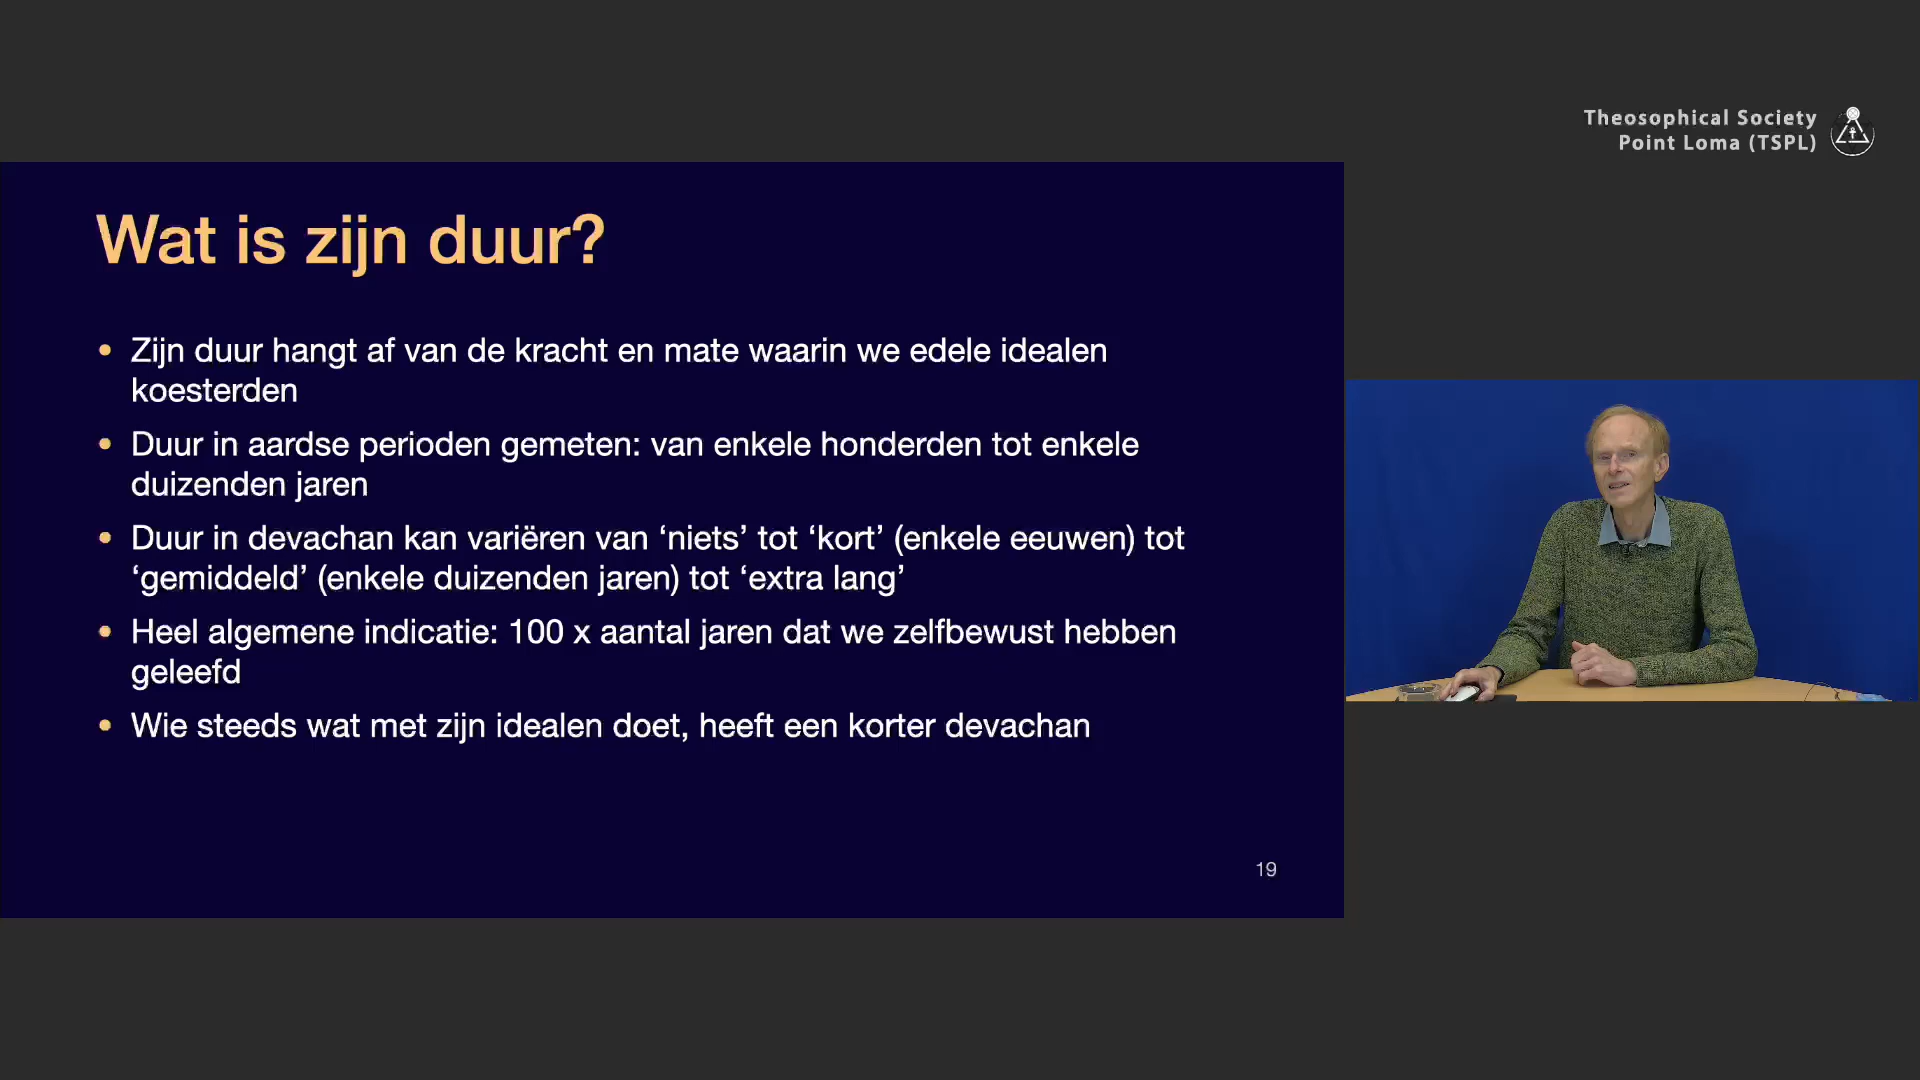 Theosophical Society
Point Loma (TSPL)
Wat is zijn duur?
• Zijn duur hangt af van de kracht en mate waarin we edele idealen
koesterden
• Duur in aardse perioden gemeten: van enkele honderden tot enkele
duizenden jaren
• Duur in devachan kan variëren van ‘niets’ tot ‘kort’ (enkele eeuwen) tot
‘gemiddeld’ (enkele duizenden jaren) tot ‘extra lang’
• Heel algemene indicatie: 100 x aantal jaren dat we zelfbewust hebben
geleefd
• Wie steeds wat met zijn idealen doet, heeft een korter devachan
19